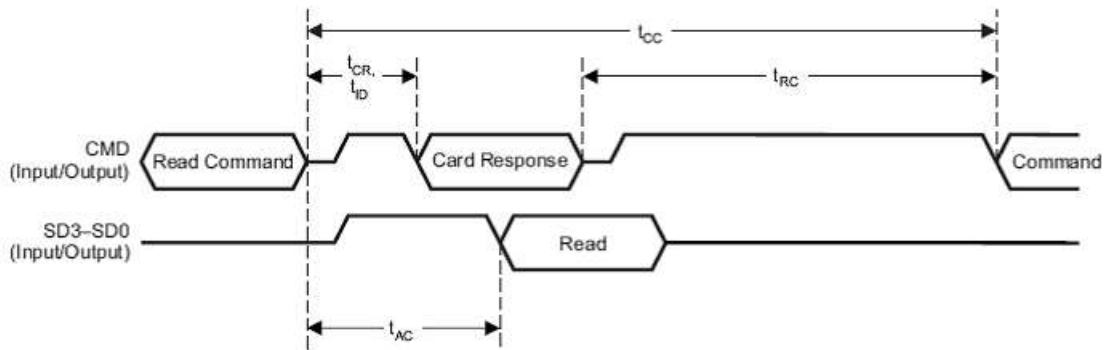 tCC
tCR,
tID
tRC
CMD
(Input/Output)
Read Command
Card Response
Command
SD3–SD0
(Input/Output)
Read
tAC